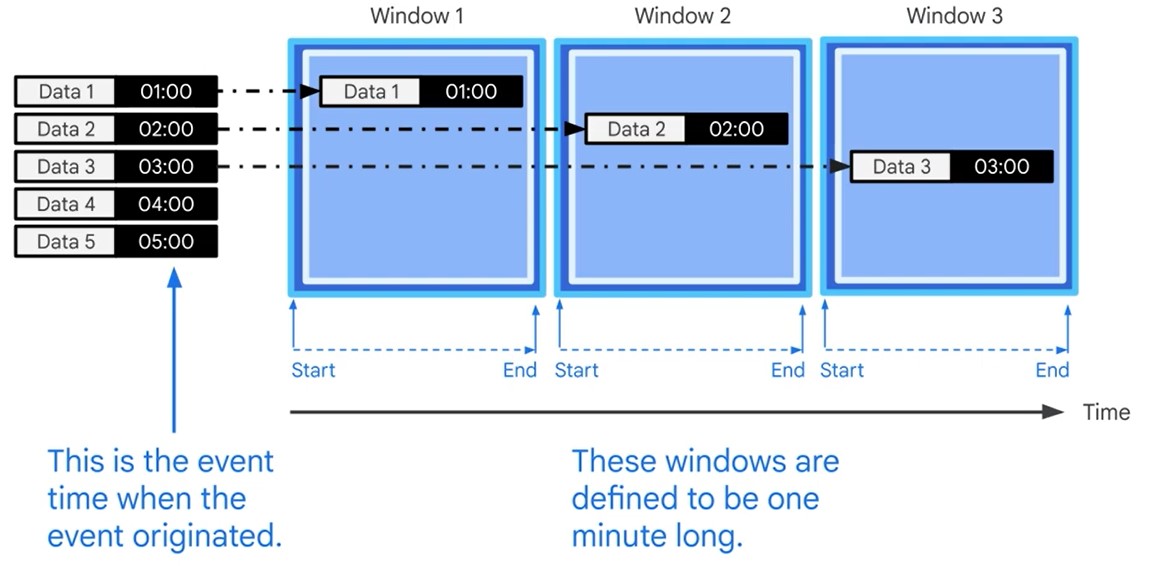 Window 1
Window 2
Window 3
Data 1 01:00
Data 1 01:00
Data 2 02:00
Data 2 02:00
Data 3 03:00
Data 3 03:00
Data 4 04:00
Data 5 05:00
Start
End
Start
End
Start
End
Time
This is the event
time when the
event originated.
These windows are
defined to be one
minute long.